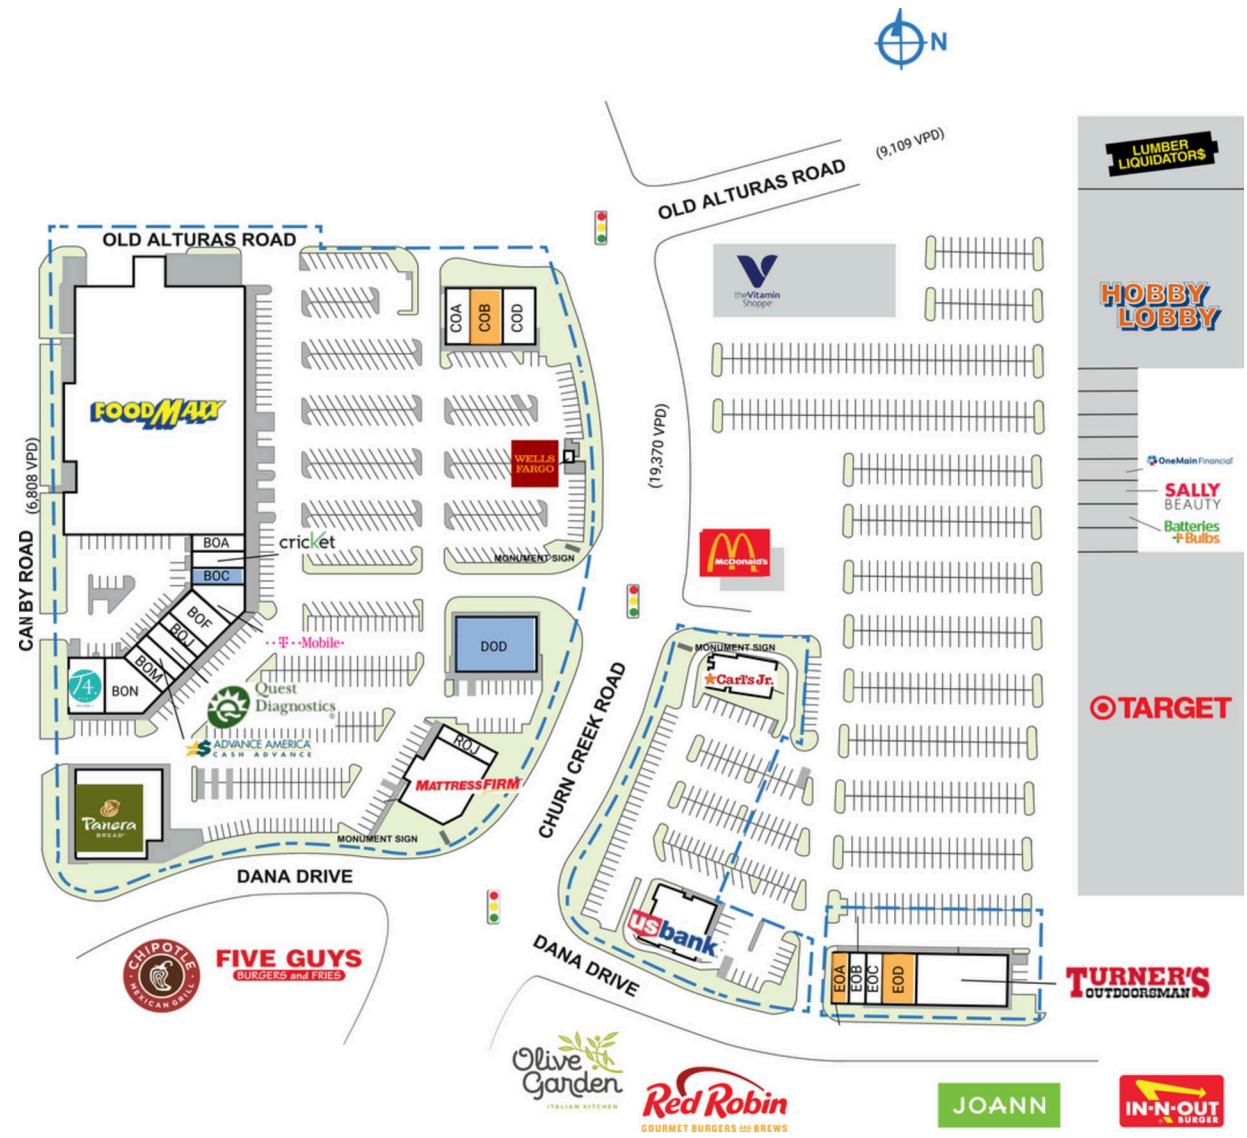 N
(9,109 VPD)
OLD ALTURAS ROAD
LUMBER
LIQUIDATOR$
OLD ALTURAS ROAD
theVitamin
Shoppe
HOBBY
LOBBY
COA
COB
COD
FOODMAXX
(19,370 VPD)
WELLS
FARGO
OneMain Financial
SALLY
BEAUTY
Batteries
+Bulbs
CANBY ROAD
(6,808 VPD)
BOA
cricket
BOC
MONUMENT SIGN
McDonald's
BOF
BOJ
T··Mobile·
BOM
BON
T4.
DOD
MONUMENT SIGN
Carl's Jr.
Quest
Diagnostics
ADVANCE AMERICA
CASH ADVANCE
TARGET
CHURN CREEK ROAD
ROJ
MATTRESSFIRM
Panera
BREAD
MONUMENT SIGN
DANA DRIVE
usbank
DANA DRIVE
CHIPOTLE
MEXICAN GRILL
FIVE GUYS
BURGERS and FRIES
EOA
EOB
EOC
EOD
TURNER'S
OUTDOORSMAN
Olive
Garden
ITALIAN KITCHEN
Red Robin
GOURMET BURGERS AND BREWS
JOANN
IN-N-OUT
BURGER